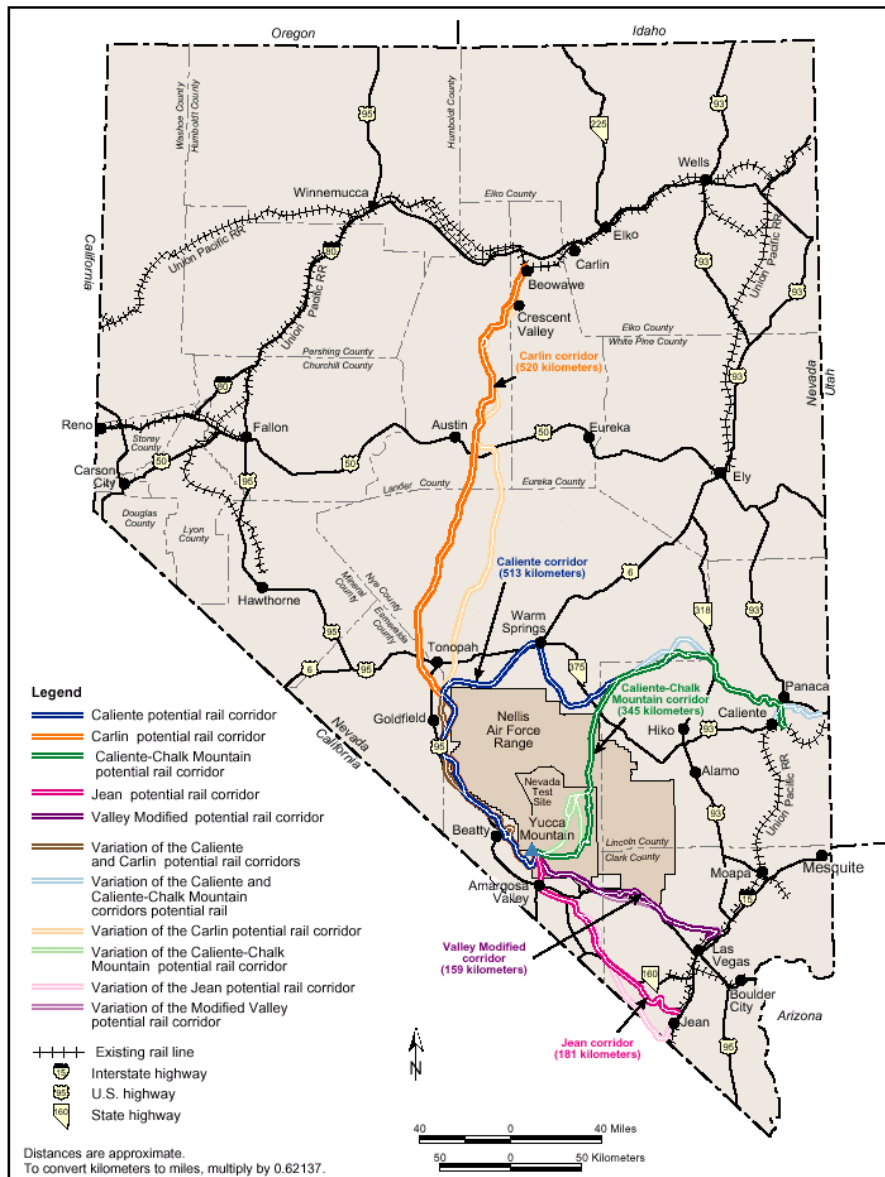 Oregon
Idaho
Washoe County
Humboldt County
95
Humboldt County
225
93
Wells
Winnemucca
Elko County
Elko
Union Pacific RR
California
80
Carlin
Beowawe
93
Union Pacific RR
Union Pacific RR
Crescent
Valley
93
Pershing County
Churchill County
Elko County
White Pine County
Carlin corridor
(520 kilometers)
93
Nevada
Utah
80
Reno
Storey
County
Fallon
Austin
50
Eureka
Carson
City
50
95
50
Ely
Lander County
Eureka County
Douglas
County
Lyon
County
Caliente corridor
(513 kilometers)
6
Nye County
Mineral County
Esmeralda County
Hawthorne
Warm
Springs
318
93
95
Tonopah
6
95
375
Panaca
Caliente-Chalk
Mountain corridor
(345 kilometers)
Caliente
Goldfield
Nellis
Air Force
Range
Hiko
93
95
Nevada
California
Alamo
Union Pacific RR
Nevada
Test
Site
Beatty
Yucca
Mountain
Lincoln County
Clark County
Moapa
Mesquite
Amargosa
Valley
15
Valley Modified
corridor
(159 kilometers)
Las
Vegas
160
Boulder
City
Arizona
Jean
Jean corridor
(181 kilometers)
95
Legend
Caliente potential rail corridor
Carlin potential rail corridor
Caliente-Chalk Mountain
potential rail corridor
Jean potential rail corridor
Valley Modified potential rail corridor
Variation of the Caliente
and Carlin potential rail corridors
Variation of the Caliente and
Caliente-Chalk Mountain
corridors potential rail
Variation of the Carlin potential rail corridor
Variation of the Caliente-Chalk
Mountain potential rail corridor
Variation of the Jean potential rail corridor
Variation of the Modified Valley
potential rail corridor
Existing rail line
15 Interstate highway
95 U.S. highway
160 State highway
N
40 0 40 Miles
50 0 50 Kilometers
Distances are approximate.
To convert kilometers to miles, multiply by 0.62137.